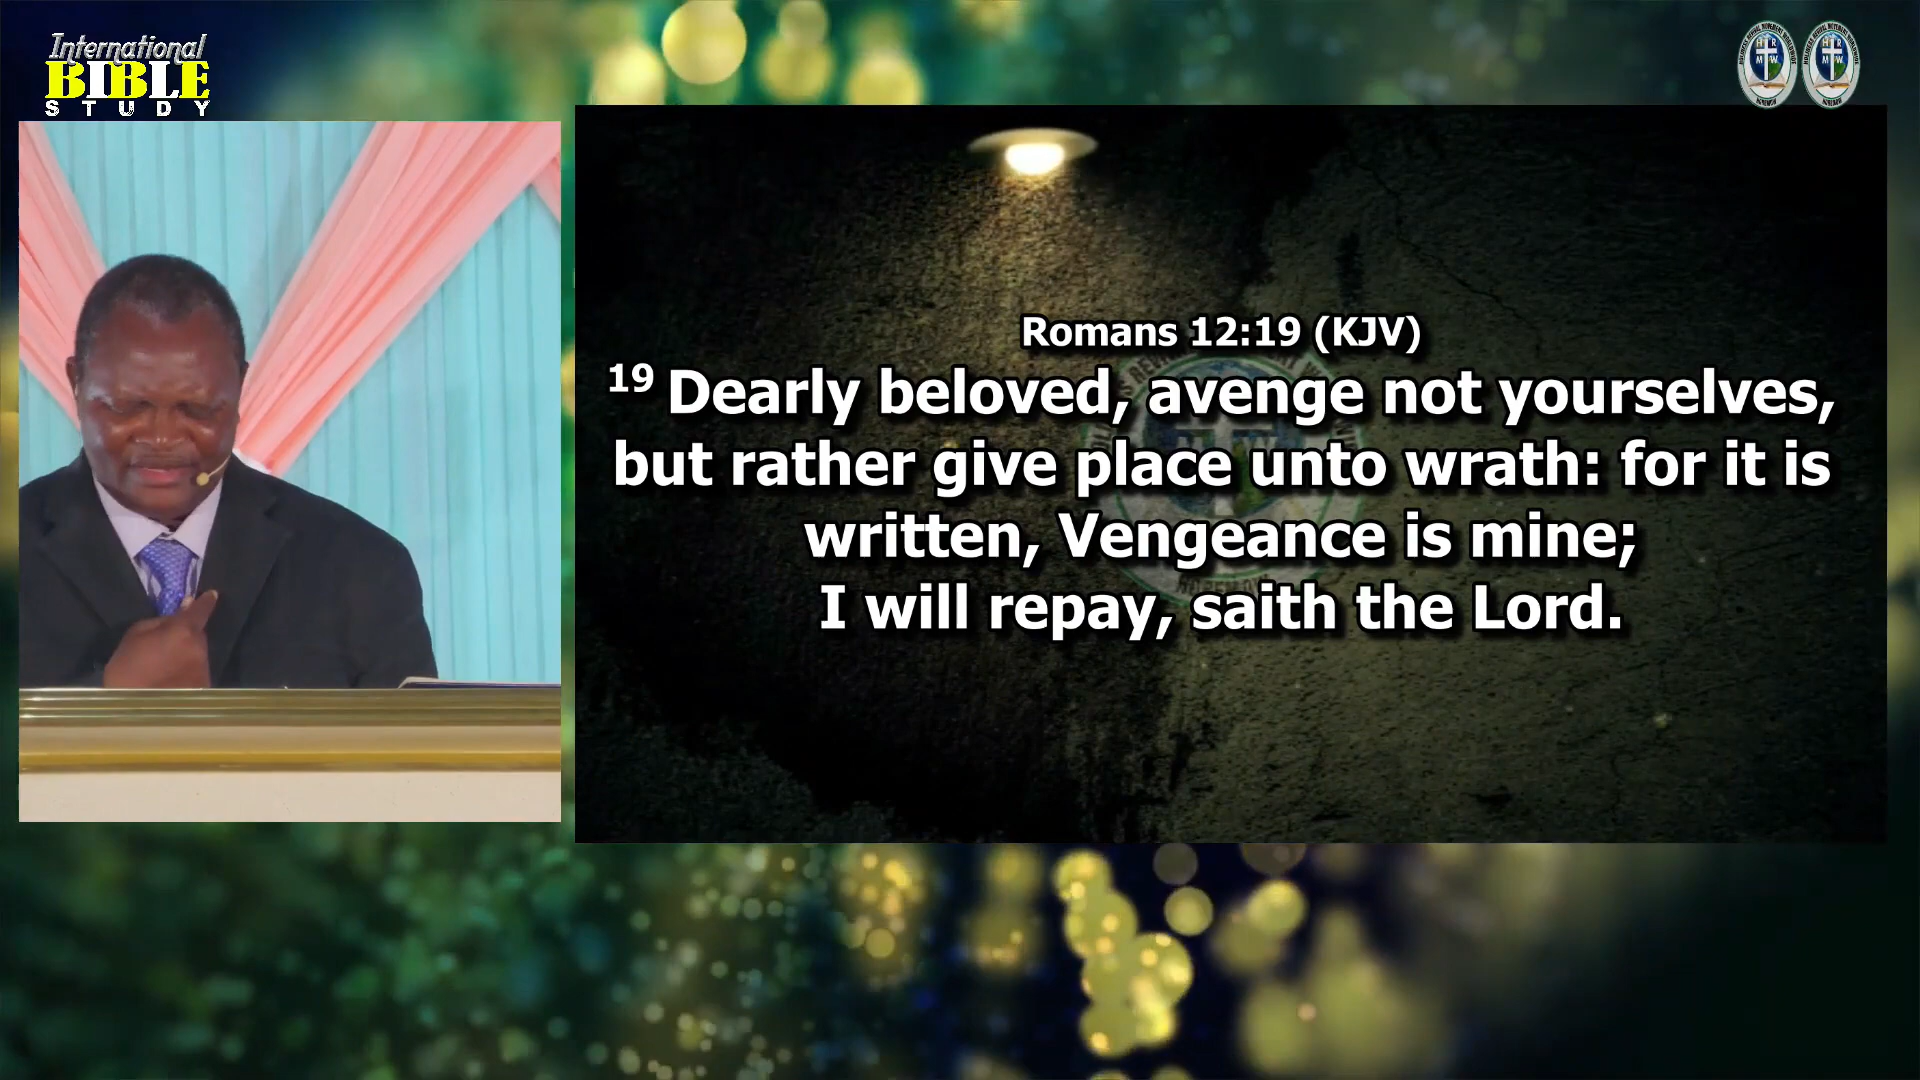 International
BIBLE
STUDY
H R
M W
H R
M W
Romans 12:19 (KJV)
19 Dearly beloved, avenge not yourselves,
but rather give place unto wrath: for it is
written, Vengeance is mine;
I will repay, saith the Lord.